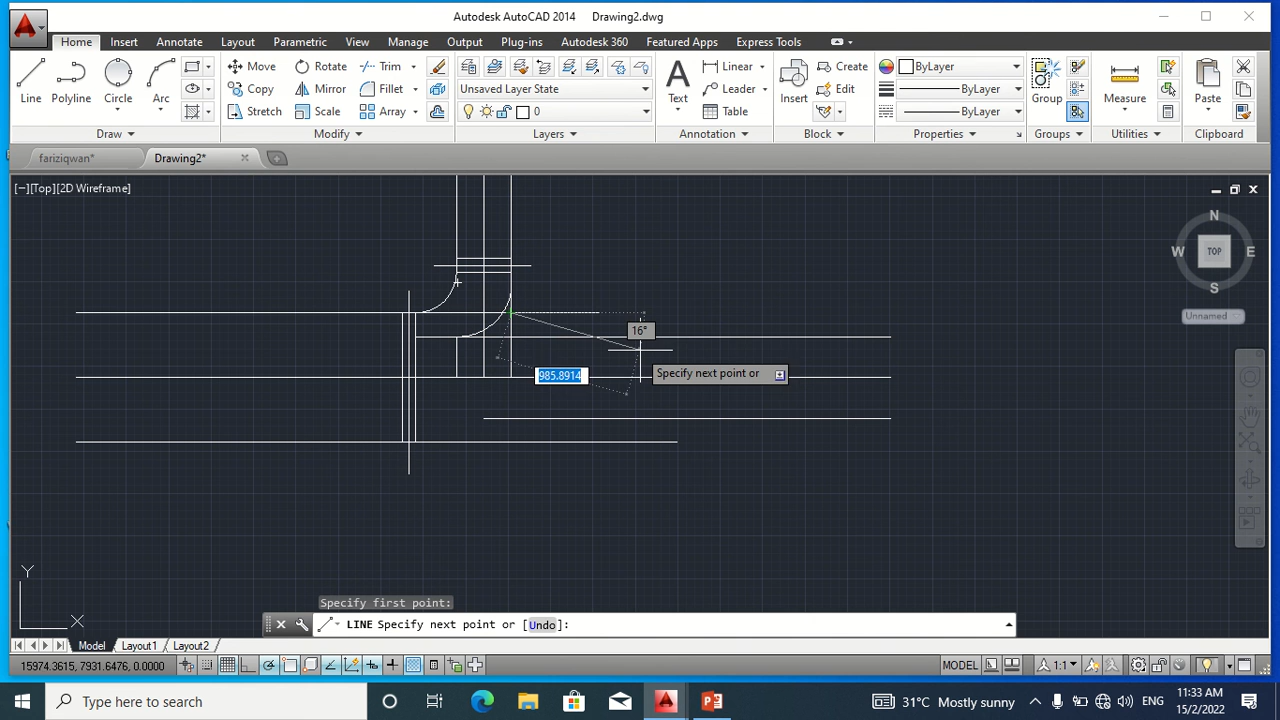 Autodesk AutoCAD 2014 Drawing2.dwg
Home Insert Annotate Layout Parametric View Manage Output Plug-ins Autodesk 360 Featured Apps Express Tools
Line Polyline Circle Arc
Move Rotate Trim
Copy Mirror Fillet
Stretch Scale Array
Unsaved Layer State
0
Text
Linear
Leader
Table
Insert
Create
Edit
ByLayer
ByLayer
ByLayer
Group
Measure
Paste
Draw Modify Layers Annotation Block Properties Groups Utilities Clipboard
fariziqwan* Drawing2*
[−][Top][2D Wireframe]
N
W TOP E
S
Unnamed
16°
985.8914 Specify next point or
Y
X
Specify first point:
LINE Specify next point or [Undo]:
Model Layout1 Layout2
15974.3615, 7931.6476, 0.0000 MODEL 1:1
Type here to search 31°C Mostly sunny ENG 11:33 AM
15/2/2022